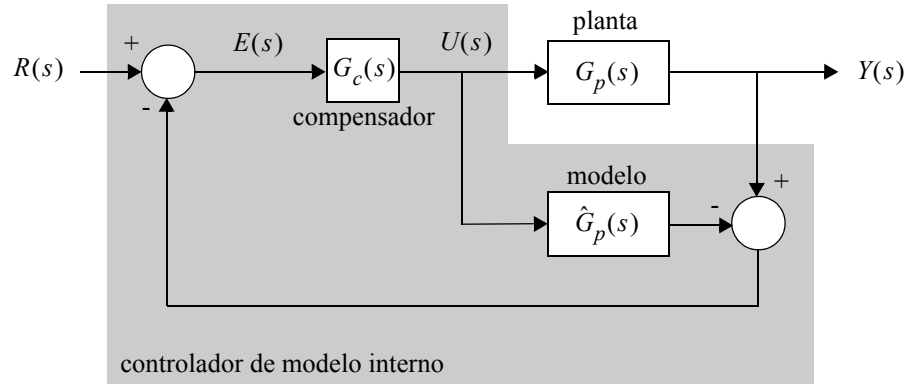 planta
R(s)
+
-
E(s)
G_c(s)
compensador
U(s)
G_p(s)
Y(s)
modelo
Ĝ_p(s)
-
+
controlador de modelo interno